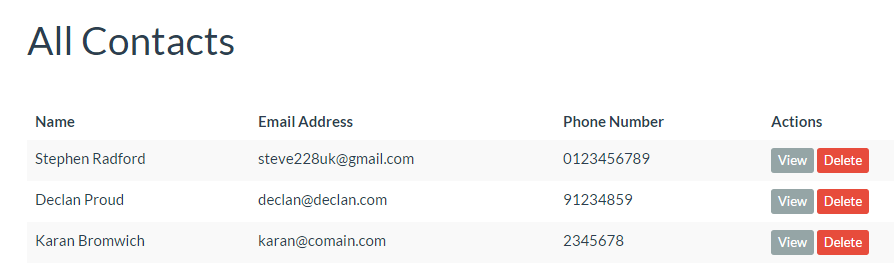 All Contacts
Name Email Address Phone Number Actions
Stephen Radford steve228uk@gmail.com 0123456789 View Delete
Declan Proud declan@declan.com 91234859 View Delete
Karan Bromwich karan@comain.com 2345678 View Delete